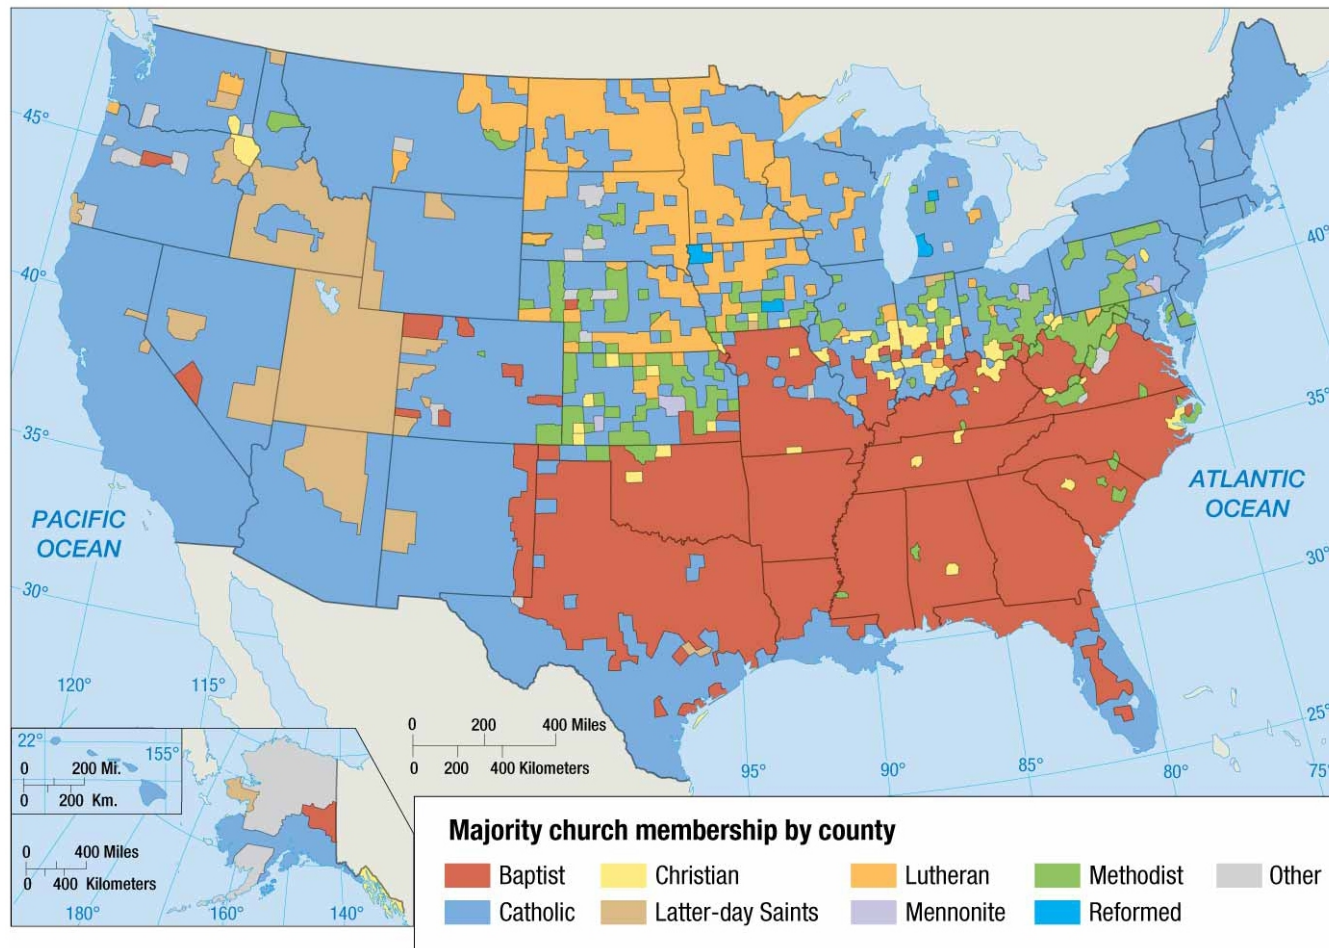 45°
40°
35°
30°
120°
115°
PACIFIC
OCEAN
45°
40°
35°
30°
25°
ATLANTIC
OCEAN
95°
90°
85°
80°
75°
0 200 400 Miles
0 200 400 Kilometers
22°
155°
0 200 Mi.
0 200 Km.
0 400 Miles
0 400 Kilometers
180°
160°
140°
Majority church membership by county
Baptist Christian Lutheran Methodist Other
Catholic Latter-day Saints Mennonite Reformed